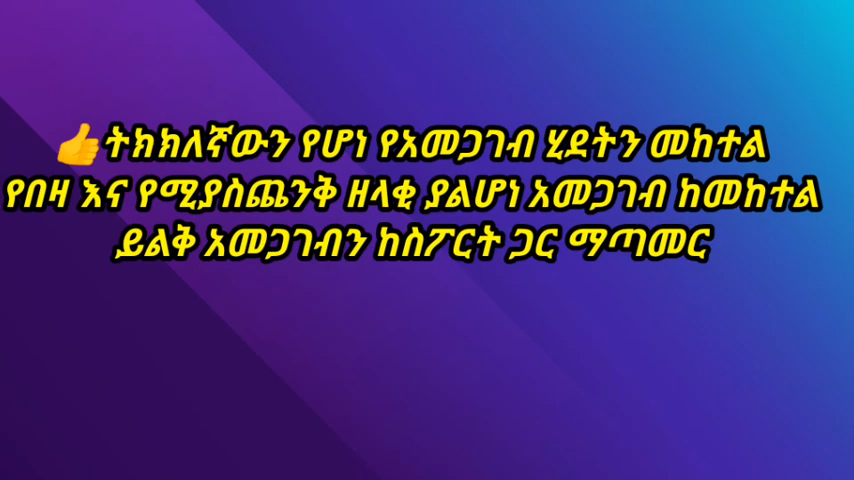 👍ትክክለኛውን የሆነ የአመጋገብ ሂደትን መከተል
የበዛ እና የሚያስጨንቅ ዘላቂ ያልሆነ አመጋገብ ከመከተል
ይልቅ አመጋገብን ከስፖርት ጋር ማጣመር